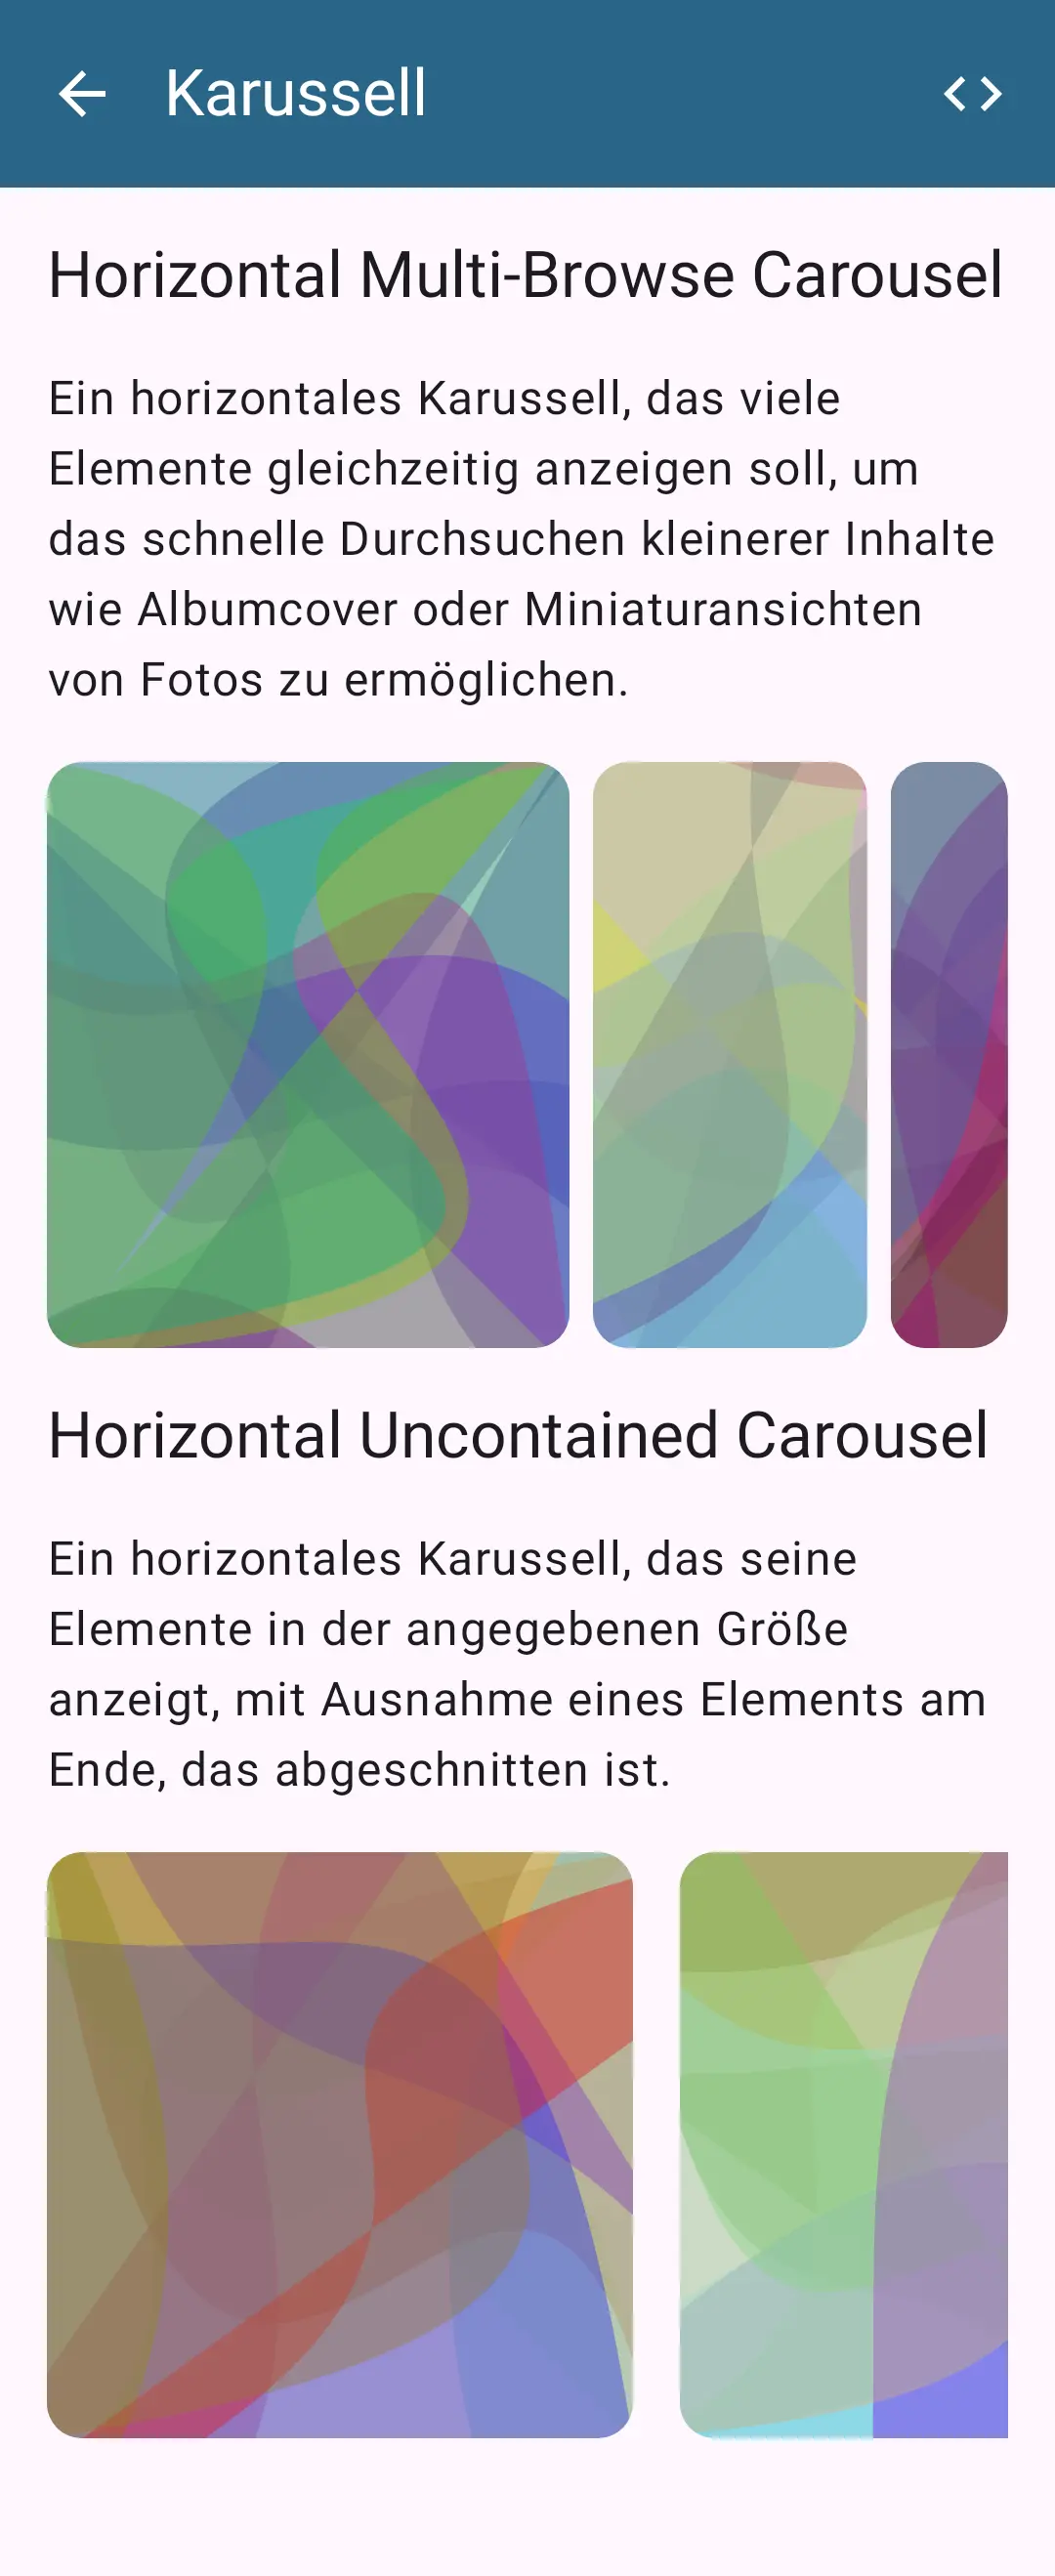 Karussell
Horizontal Multi-Browse Carousel
Ein horizontales Karussell, das viele
Elemente gleichzeitig anzeigen soll, um
das schnelle Durchsuchen kleinerer Inhalte
wie Albumcover oder Miniaturansichten
von Fotos zu ermöglichen.
Horizontal Uncontained Carousel
Ein horizontales Karussell, das seine
Elemente in der angegebenen Größe
anzeigt, mit Ausnahme eines Elements am
Ende, das abgeschnitten ist.